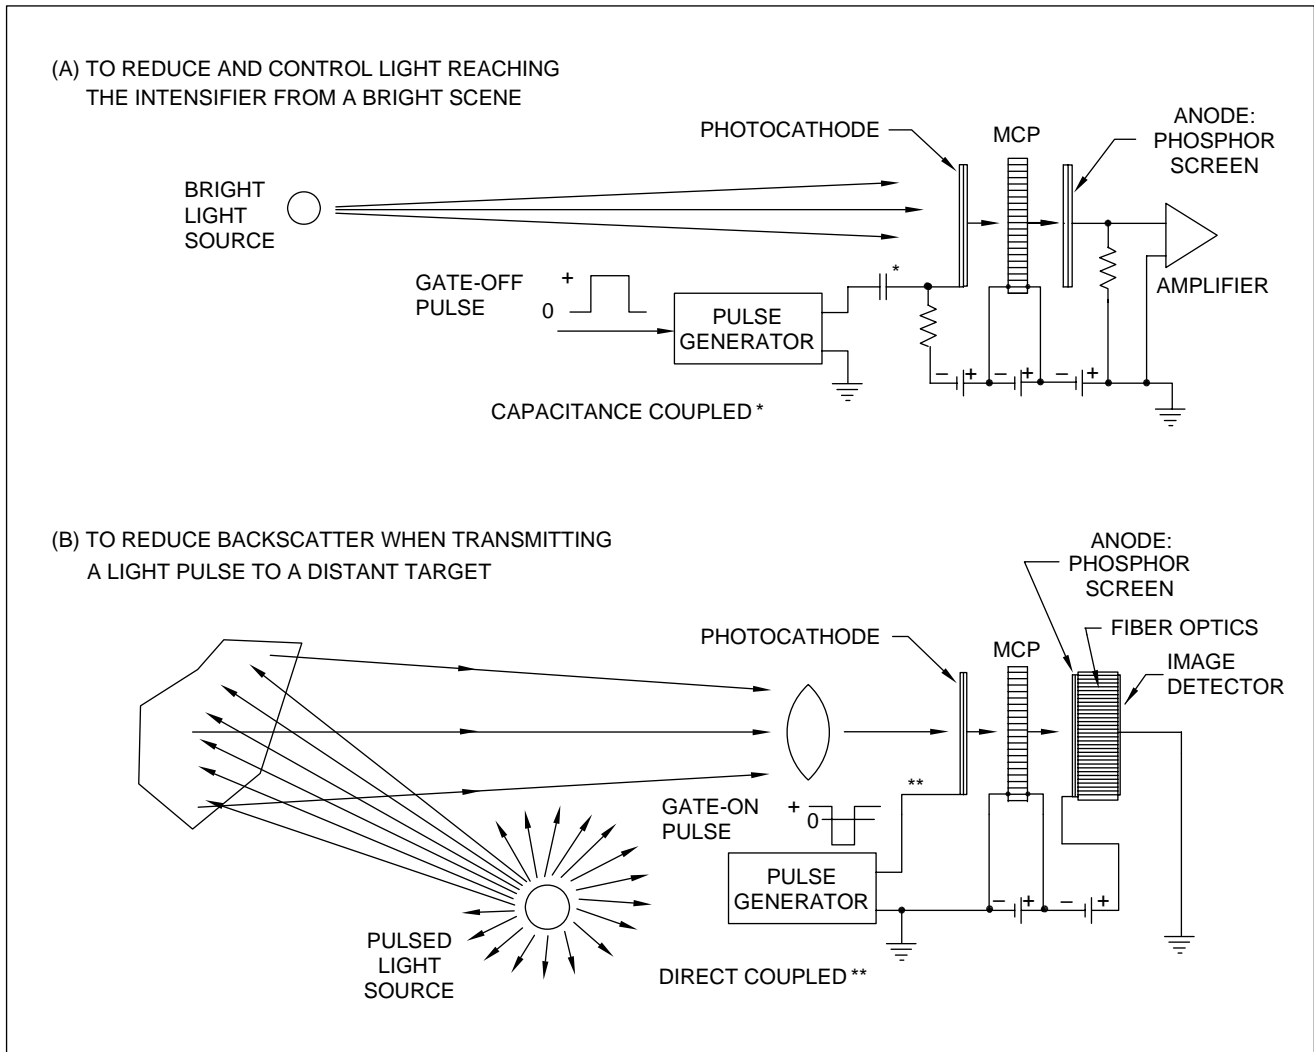 (A) TO REDUCE AND CONTROL LIGHT REACHING
THE INTENSIFIER FROM A BRIGHT SCENE
PHOTOCATHODE
MCP
ANODE:
PHOSPHOR
SCREEN
BRIGHT
LIGHT
SOURCE
GATE-OFF
PULSE
+
0
PULSE
GENERATOR
*
AMPLIFIER
− + − + − +
CAPACITANCE COUPLED *
(B) TO REDUCE BACKSCATTER WHEN TRANSMITTING
A LIGHT PULSE TO A DISTANT TARGET
ANODE:
PHOSPHOR
SCREEN
FIBER OPTICS
PHOTOCATHODE
MCP
IMAGE
DETECTOR
**
GATE-ON
PULSE
+
0
PULSE
GENERATOR
− + − +
PULSED
LIGHT
SOURCE
DIRECT COUPLED **